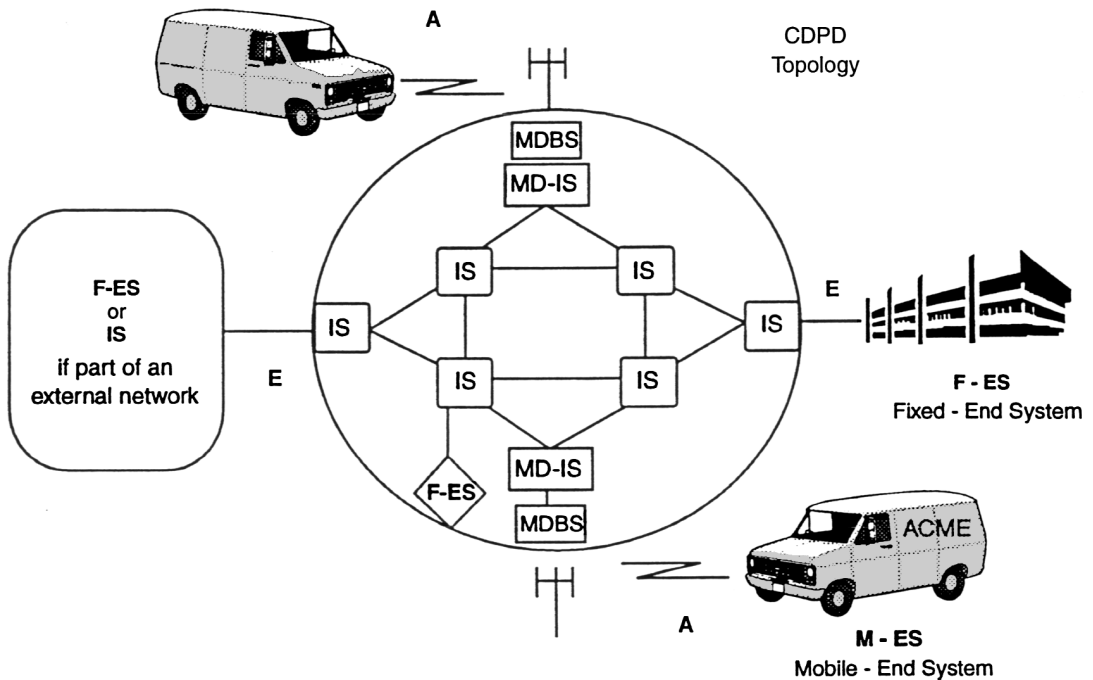 A
CDPD
Topology
MDBS
MD-IS
IS
IS
F-ES
or
IS
if part of an
external network
E
IS
IS
E
IS
IS
F-ES
MD-IS
MDBS
F - ES
Fixed - End System
ACME
A
M - ES
Mobile - End System